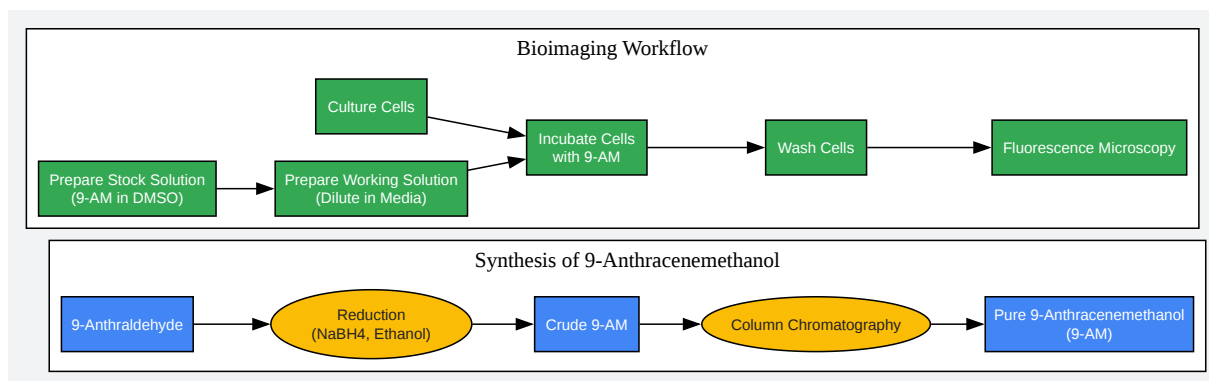 Bioimaging Workflow
Culture Cells
Prepare Stock Solution
(9-AM in DMSO)
Prepare Working Solution
(Dilute in Media)
Incubate Cells
with 9-AM
Wash Cells
Fluorescence Microscopy
Synthesis of 9-Anthracenemethanol
9-Anthraldehyde
Reduction
(NaBH4, Ethanol)
Crude 9-AM
Column Chromatography
Pure 9-Anthracenemethanol
(9-AM)